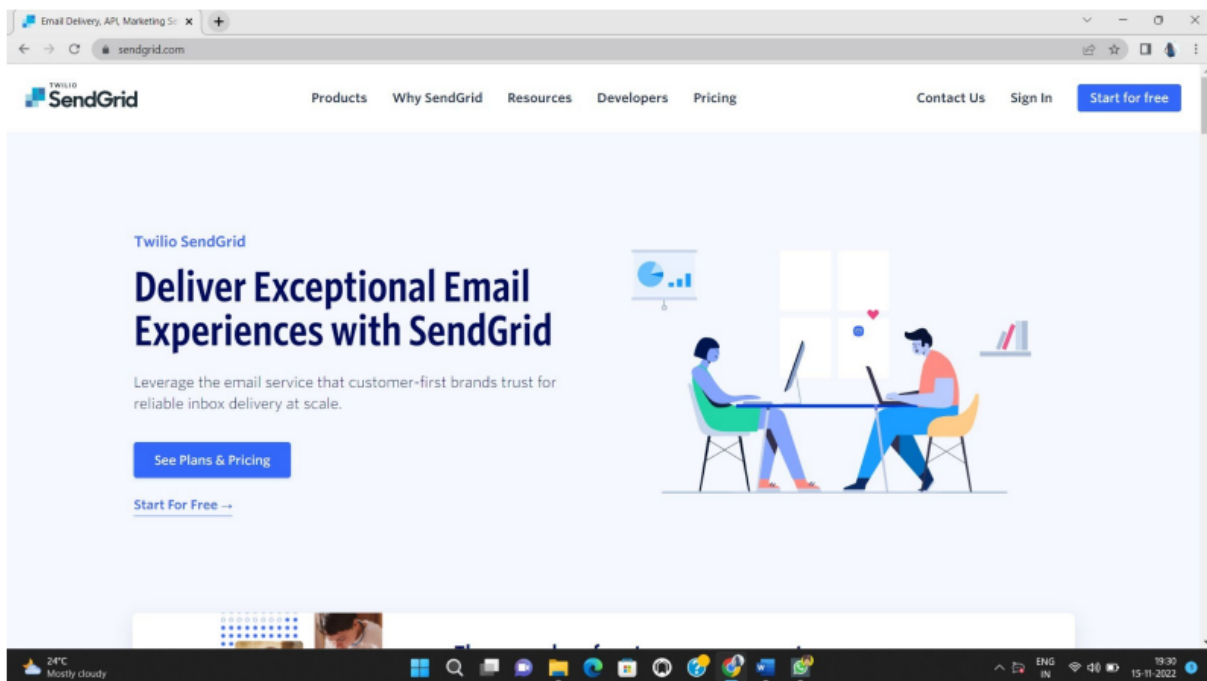 Email Delivery, API, Marketing Se
sendgrid.com
TWILIO
SendGrid
Products Why SendGrid Resources Developers Pricing Contact Us Sign In Start for free
Twilio SendGrid
Deliver Exceptional Email
Experiences with SendGrid
Leverage the email service that customer-first brands trust for
reliable inbox delivery at scale.
See Plans & Pricing
Start For Free →
24°C
Mostly cloudy
ENG
IN
19:30
15-11-2022